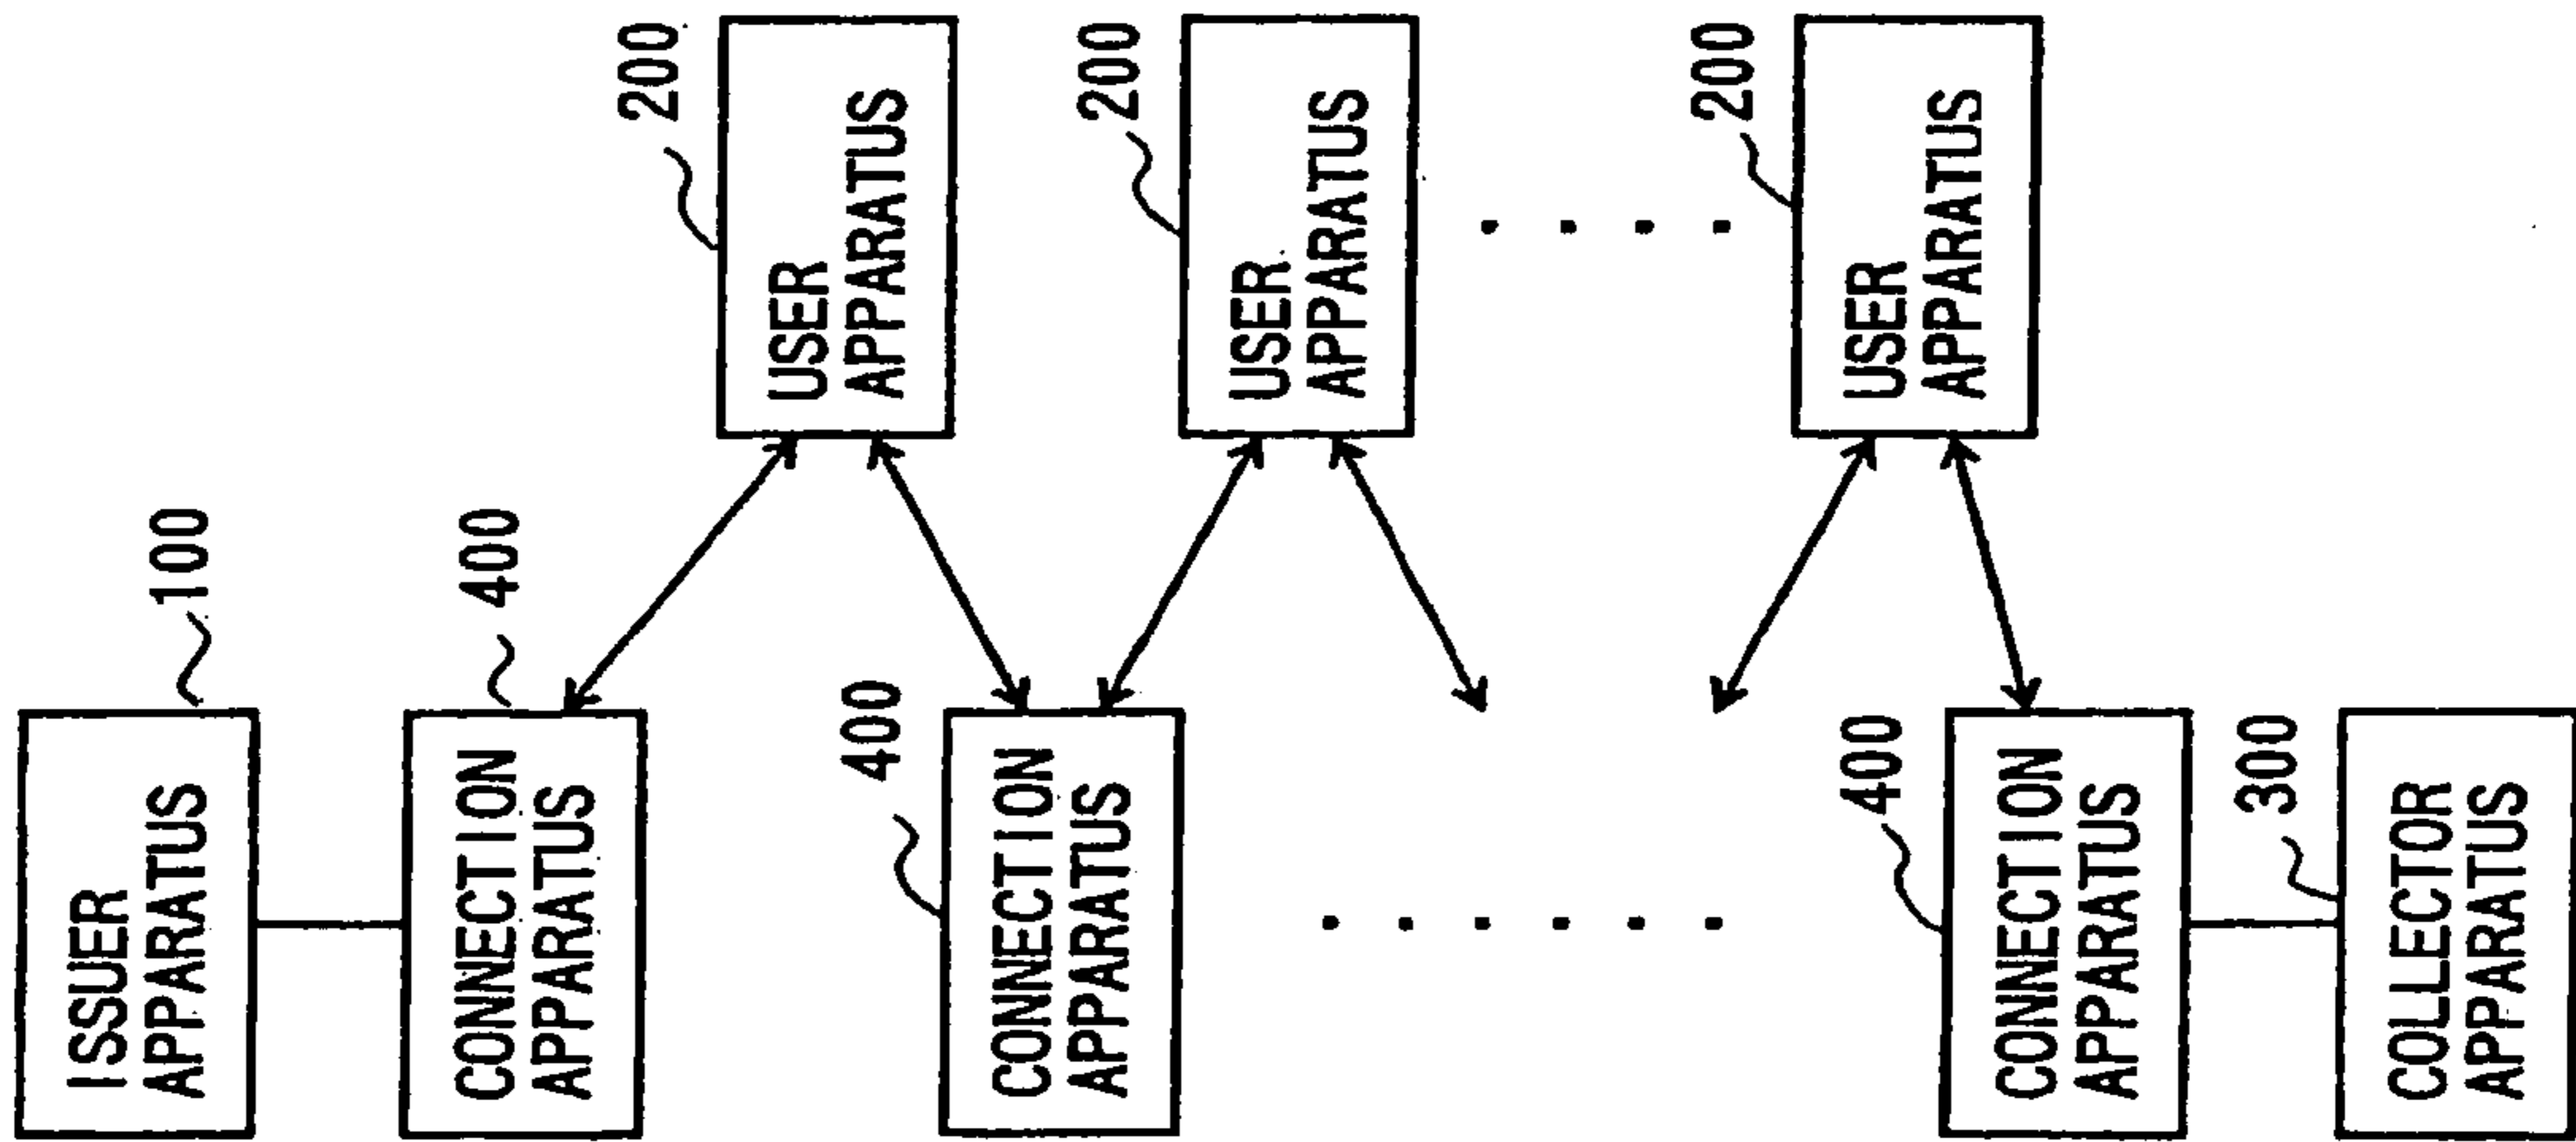 200
USER
APPARATUS
200
USER
APPARATUS
200
USER
APPARATUS
100
ISSUER
APPARATUS
400
CONNECTION
APPARATUS
400
CONNECTION
APPARATUS
400
CONNECTION
APPARATUS
300
COLLECTOR
APPARATUS